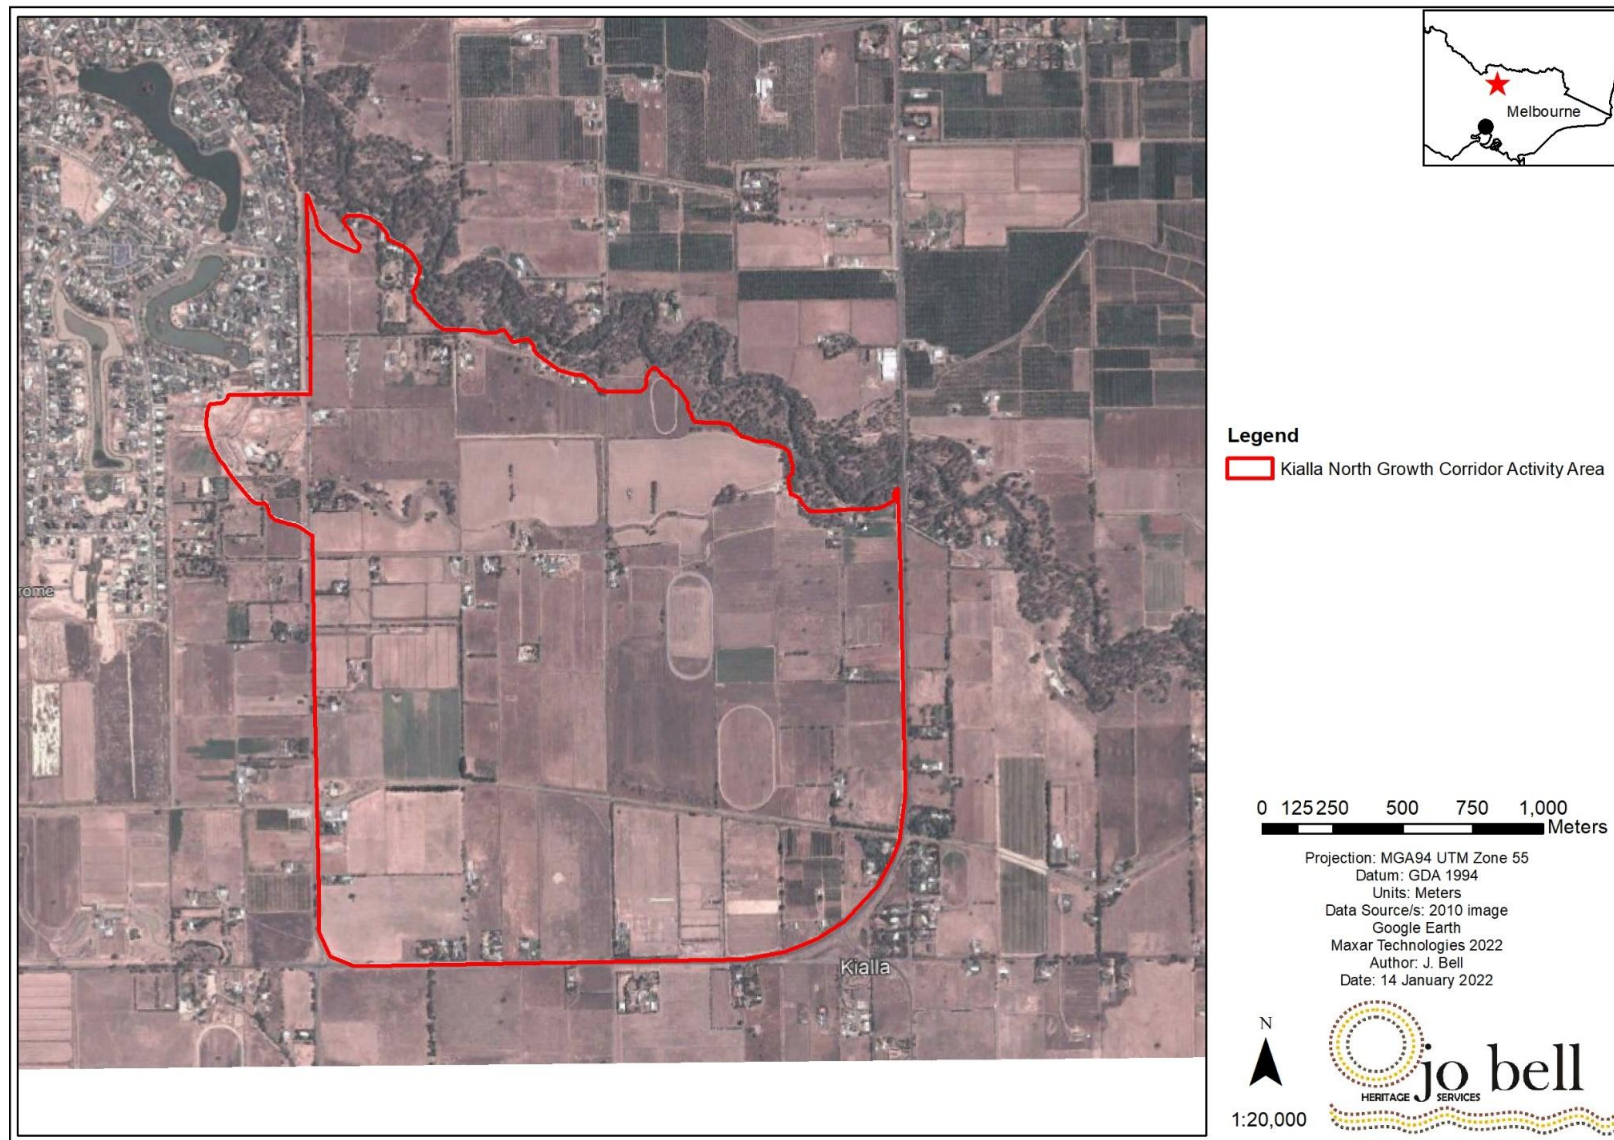 Melbourne
Legend
Kialla North Growth Corridor Activity Area
rome
Kialla
0 125 250 500 750 1,000
Meters
Projection: MGA94 UTM Zone 55
Datum: GDA 1994
Units: Meters
Data Source/s: 2010 image
Google Earth
Maxar Technologies 2022
Author: J. Bell
Date: 14 January 2022
N
1:20,000
jo bell
HERITAGE SERVICES